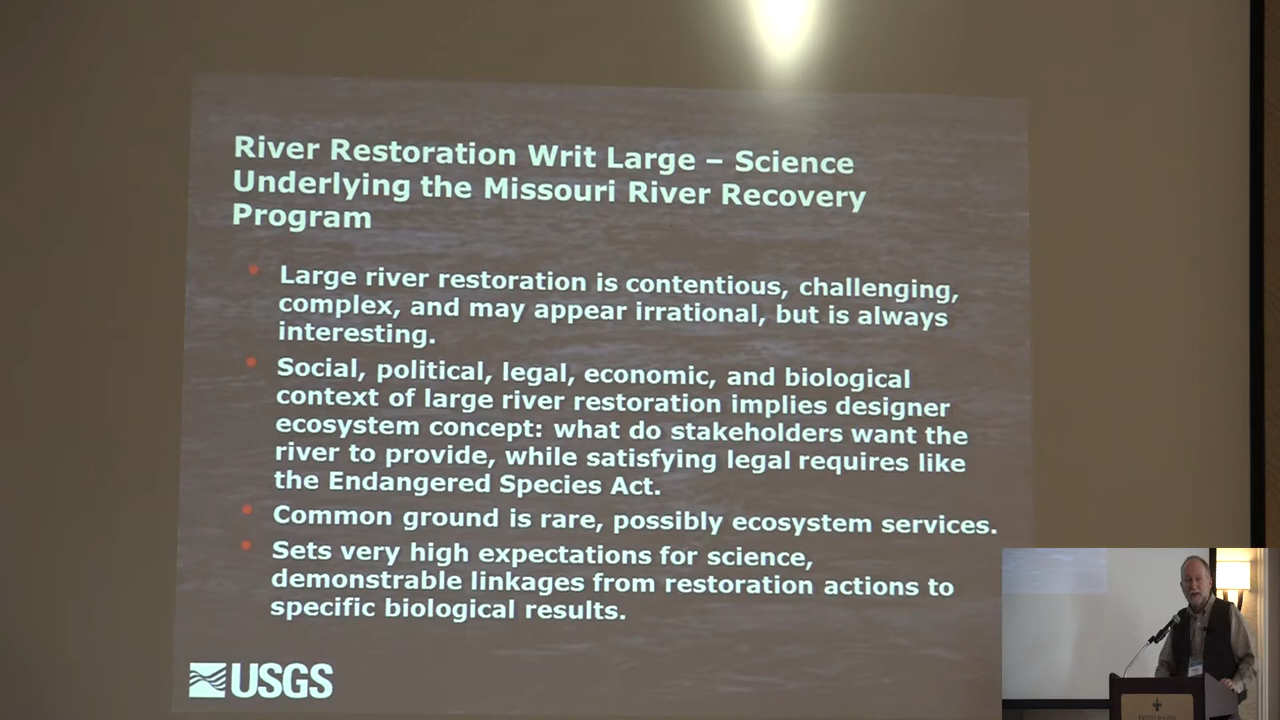 River Restoration Writ Large – Science
Underlying the Missouri River Recovery
Program
Large river restoration is contentious, challenging,
complex, and may appear irrational, but is always
interesting.
Social, political, legal, economic, and biological
context of large river restoration implies designer
ecosystem concept: what do stakeholders want the
river to provide, while satisfying legal requires like
the Endangered Species Act.
Common ground is rare, possibly ecosystem services.
Sets very high expectations for science,
demonstrable linkages from restoration actions to
specific biological results.
USGS